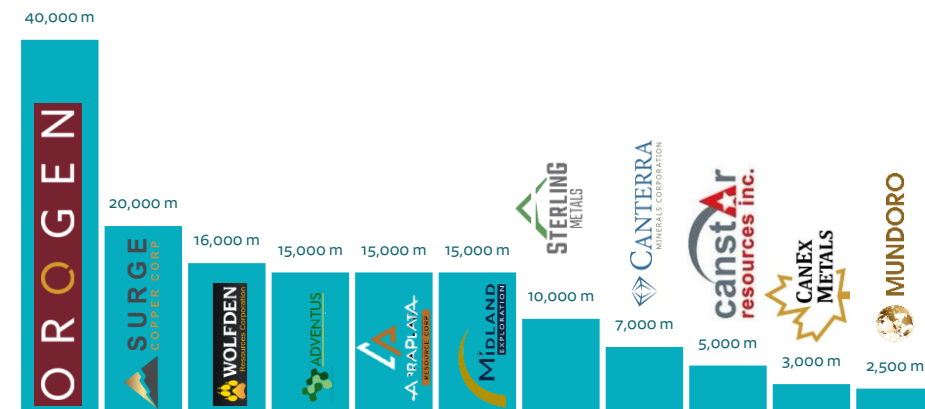 40,000 m
OROGEN
20,000 m
SURGE
COPPER CORP
16,000 m
WOLFDEN
Resources Corporation
15,000 m
ADVENTUS
15,000 m
ABRAPLATA
RESOURCE CORP
15,000 m
MIDLAND
EXPLORATION
10,000 m
STERLING
METALS
7,000 m
CANTERRA
MINERALS CORPORATION
5,000 m
canstar
resources inc.
3,000 m
CANEX
METALS
2,500 m
MUNDORO